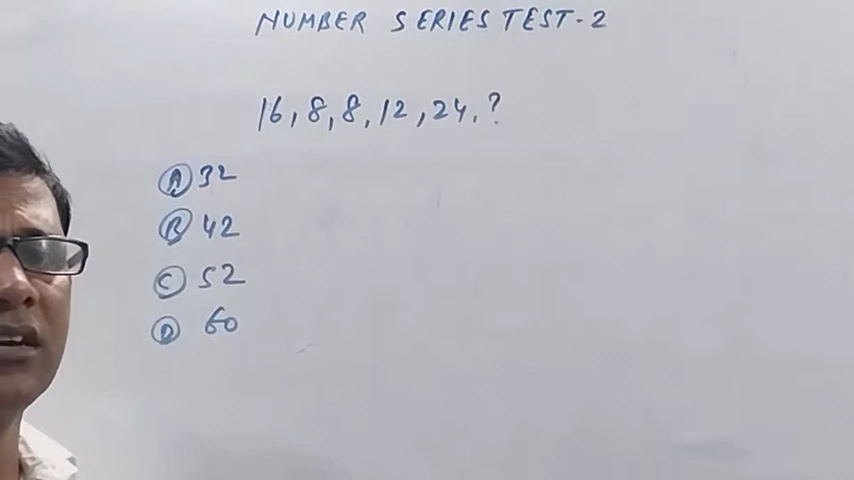 NUMBER SERIES TEST-2
16, 8, 8, 12, 24, ?
(A) 32
(B) 42
(C) 52
(D) 60